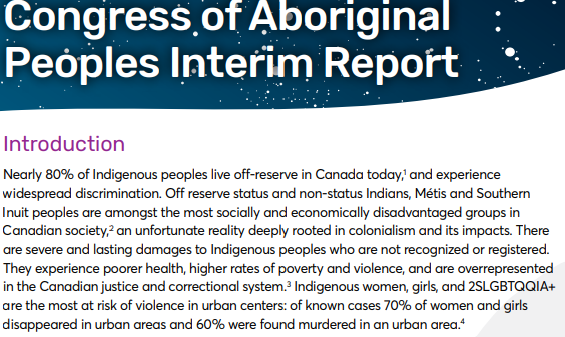 Congress of Aboriginal
Peoples Interim Report
Introduction
Nearly 80% of Indigenous peoples live off-reserve in Canada today,¹ and experience
widespread discrimination. Off reserve status and non-status Indians, Métis and Southern
Inuit peoples are amongst the most socially and economically disadvantaged groups in
Canadian society,² an unfortunate reality deeply rooted in colonialism and its impacts. There
are severe and lasting damages to Indigenous peoples who are not recognized or registered.
They experience poorer health, higher rates of poverty and violence, and are overrepresented
in the Canadian justice and correctional system.³ Indigenous women, girls, and 2SLGBTQQIA+
are the most at risk of violence in urban centers: of known cases 70% of women and girls
disappeared in urban areas and 60% were found murdered in an urban area.⁴